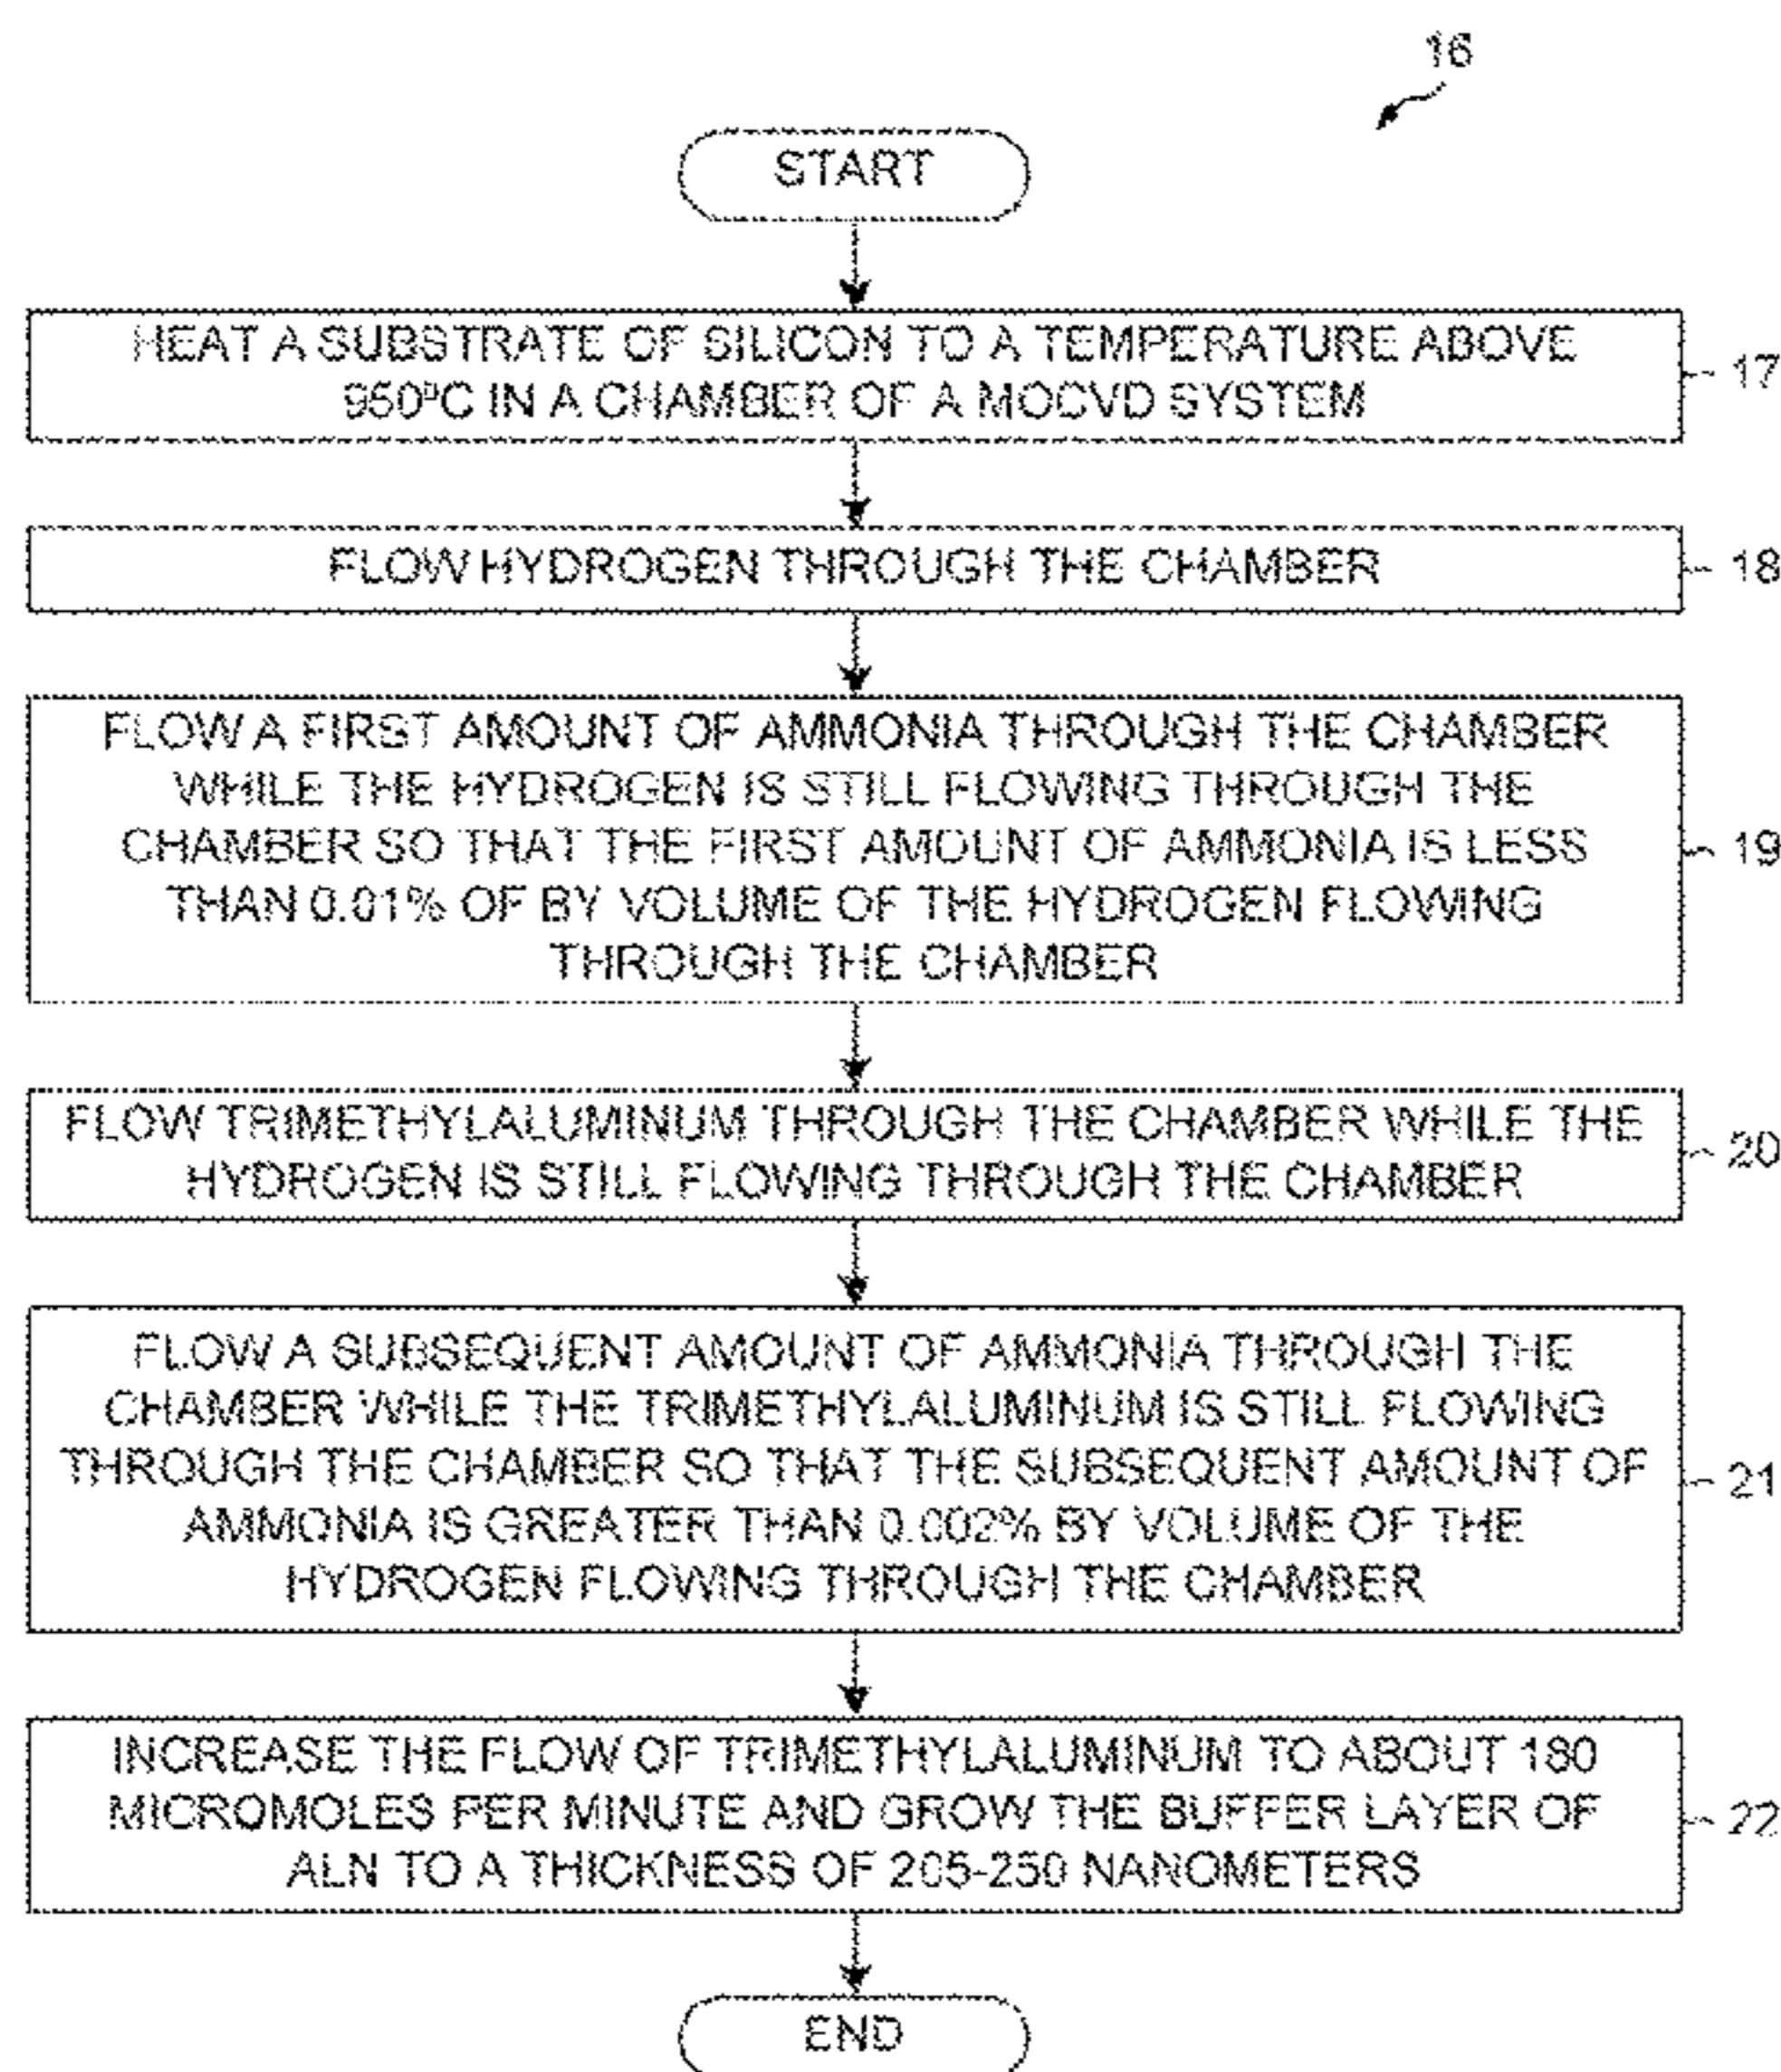 16
START
HEAT A SUBSTRATE OF SILICON TO A TEMPERATURE ABOVE
950ºC IN A CHAMBER OF A MOCVD SYSTEM
17
FLOW HYDROGEN THROUGH THE CHAMBER
18
FLOW A FIRST AMOUNT OF AMMONIA THROUGH THE CHAMBER
WHILE THE HYDROGEN IS STILL FLOWING THROUGH THE
CHAMBER SO THAT THE FIRST AMOUNT OF AMMONIA IS LESS
THAN 0.01% OF BY VOLUME OF THE HYDROGEN FLOWING
THROUGH THE CHAMBER
19
FLOW TRIMETHYLALUMINUM THROUGH THE CHAMBER WHILE THE
HYDROGEN IS STILL FLOWING THROUGH THE CHAMBER
20
FLOW A SUBSEQUENT AMOUNT OF AMMONIA THROUGH THE
CHAMBER WHILE THE TRIMETHYLALUMINUM IS STILL FLOWING
THROUGH THE CHAMBER SO THAT THE SUBSEQUENT AMOUNT OF
AMMONIA IS GREATER THAN 0.002% BY VOLUME OF THE
HYDROGEN FLOWING THROUGH THE CHAMBER
21
INCREASE THE FLOW OF TRIMETHYLALUMINUM TO ABOUT 180
MICROMOLES PER MINUTE AND GROW THE BUFFER LAYER OF
ALN TO A THICKNESS OF 205-250 NANOMETERS
22
END